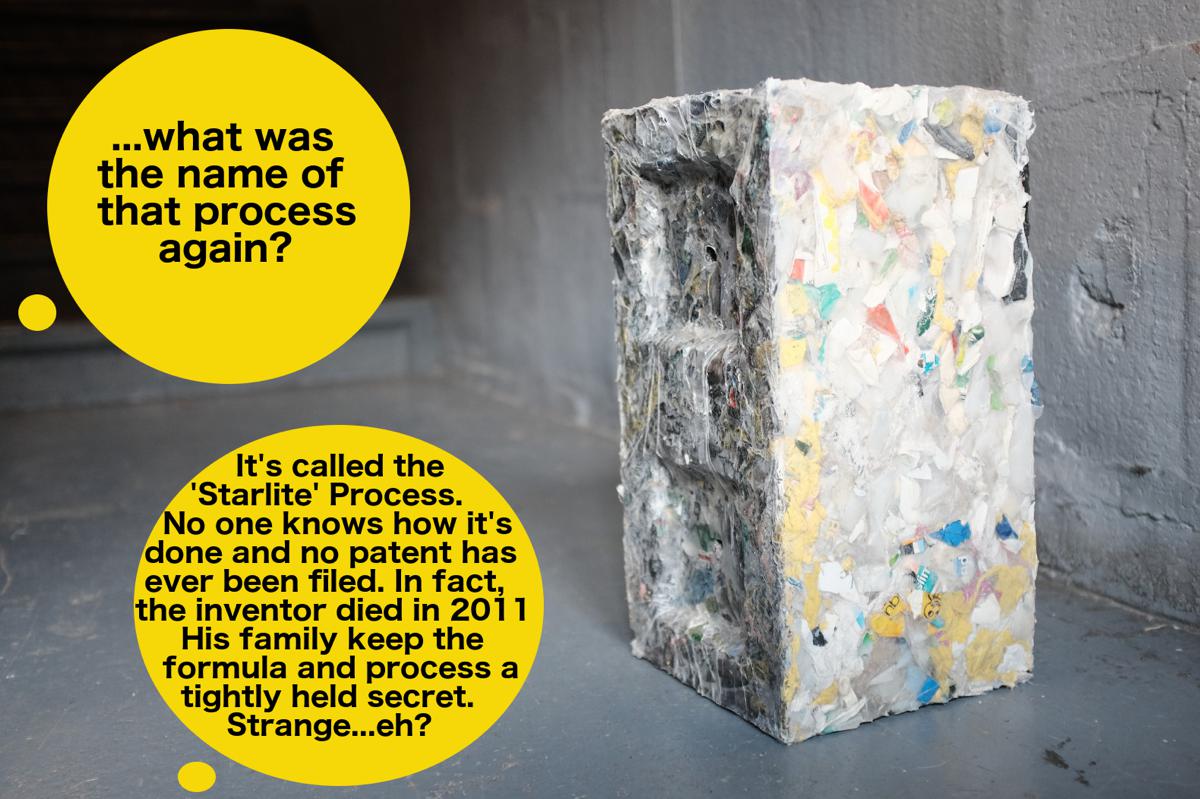 ...what was
the name of
that process
again?
It's called the
'Starlite' Process.
No one knows how it's
done and no patent has
ever been filed. In fact,
the inventor died in 2011
His family keep the
formula and process a
tightly held secret.
Strange...eh?